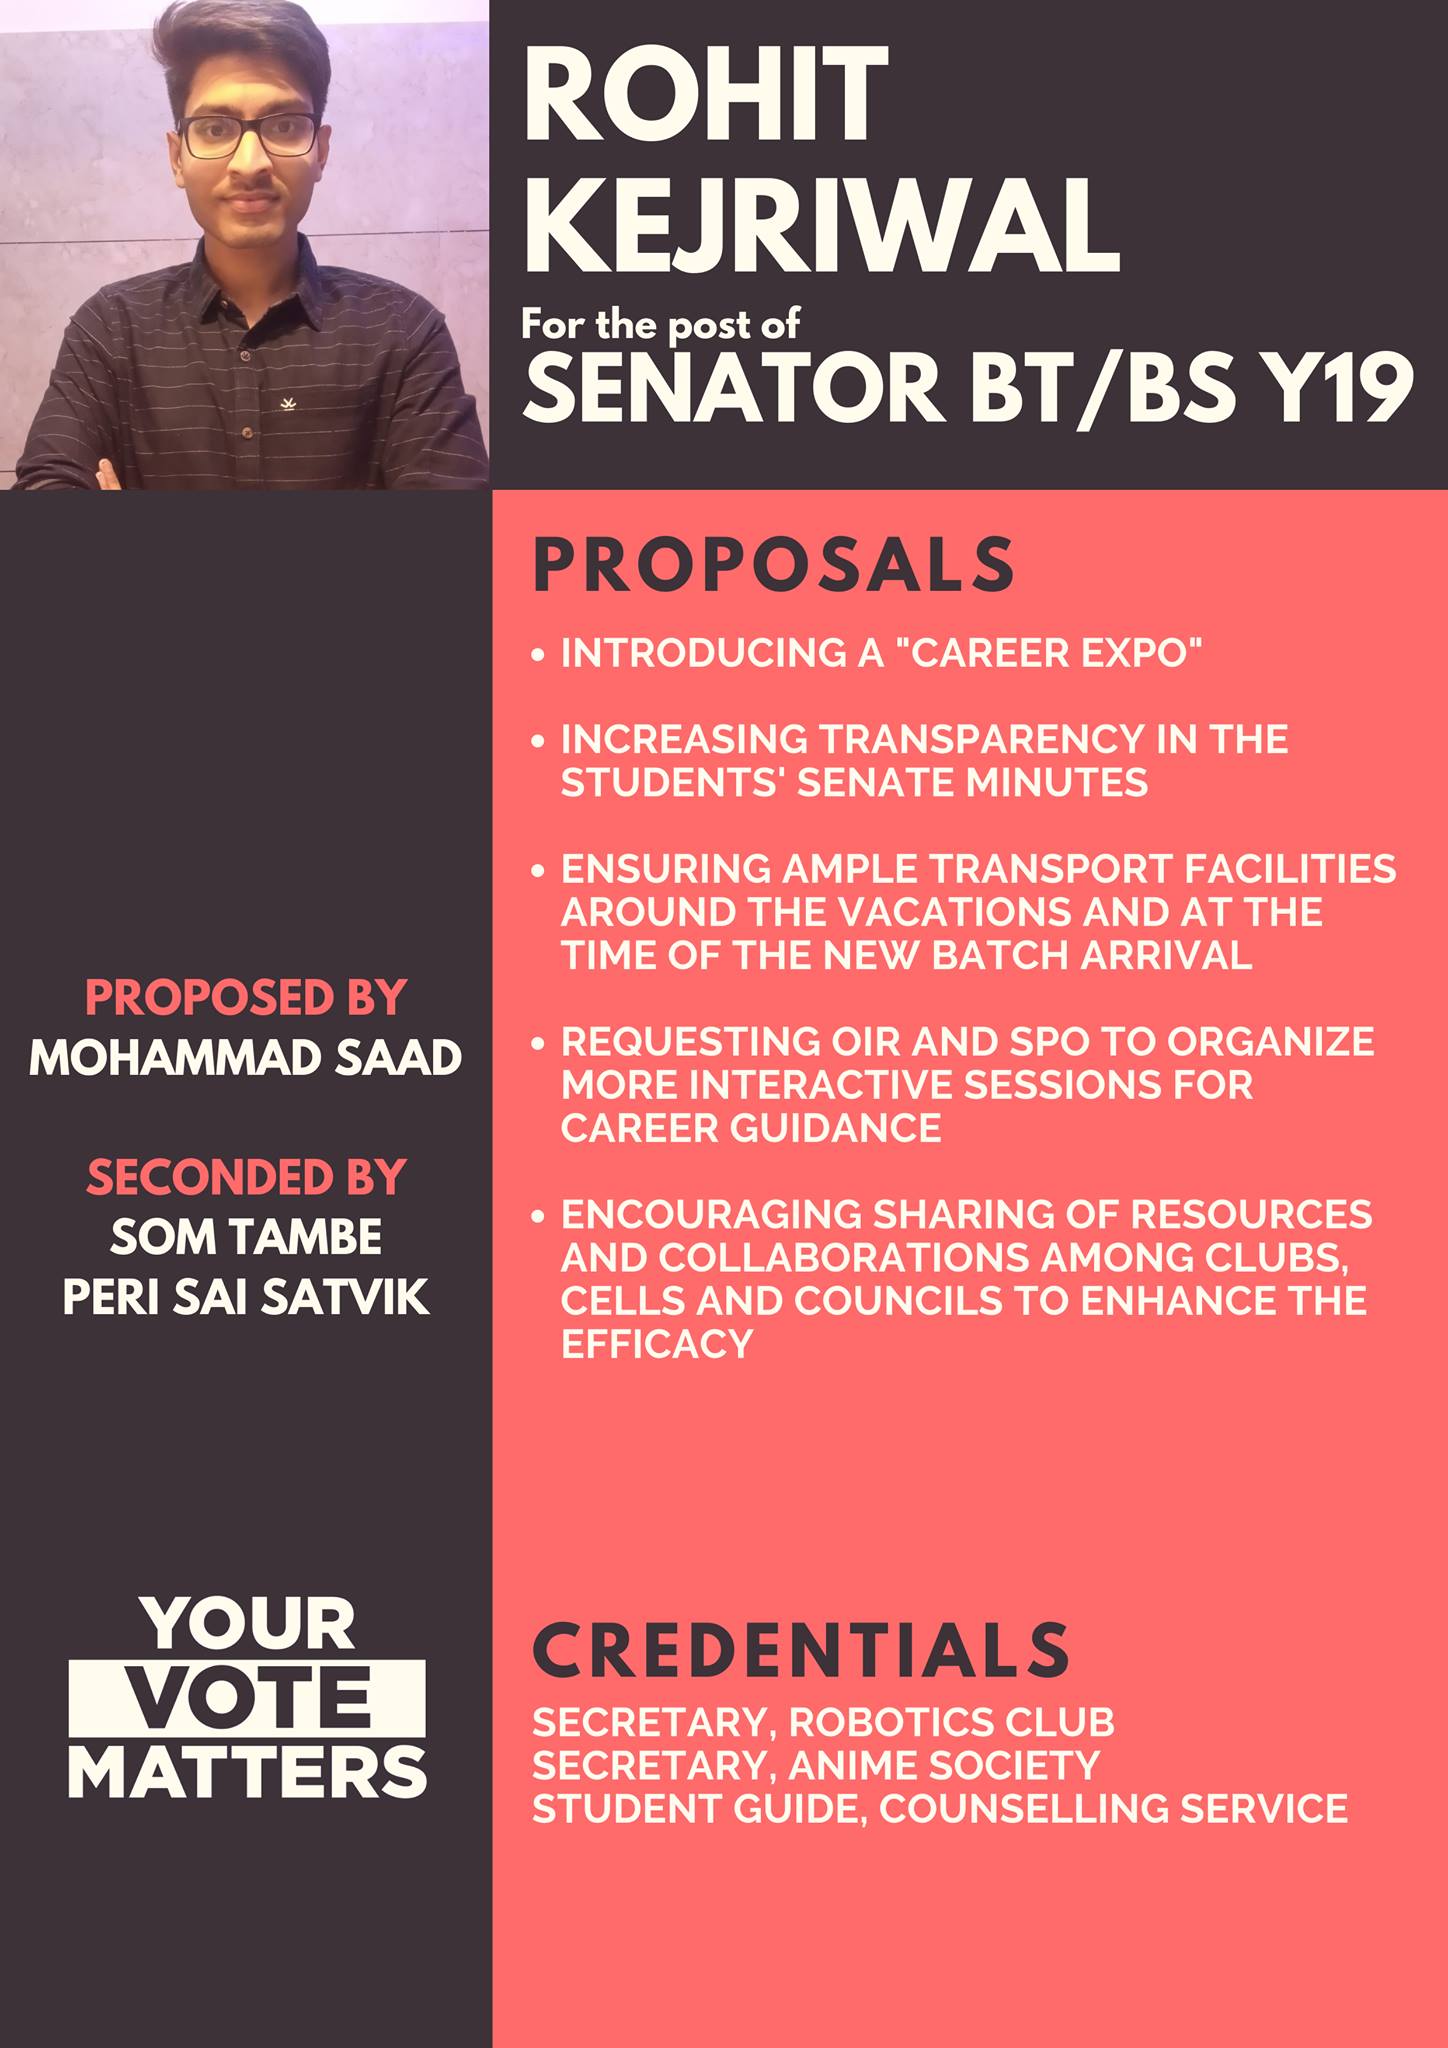 ROHIT
KEJRIWAL
For the post of
SENATOR BT/BS Y19
PROPOSALS
• INTRODUCING A "CAREER EXPO"
• INCREASING TRANSPARENCY IN THE
STUDENTS' SENATE MINUTES
• ENSURING AMPLE TRANSPORT FACILITIES
AROUND THE VACATIONS AND AT THE
TIME OF THE NEW BATCH ARRIVAL
• REQUESTING OIR AND SPO TO ORGANIZE
MORE INTERACTIVE SESSIONS FOR
CAREER GUIDANCE
• ENCOURAGING SHARING OF RESOURCES
AND COLLABORATIONS AMONG CLUBS,
CELLS AND COUNCILS TO ENHANCE THE
EFFICACY
PROPOSED BY
MOHAMMAD SAAD
SECONDED BY
SOM TAMBE
PERI SAI SATVIK
YOUR
VOTE
MATTERS
CREDENTIALS
SECRETARY, ROBOTICS CLUB
SECRETARY, ANIME SOCIETY
STUDENT GUIDE, COUNSELLING SERVICE